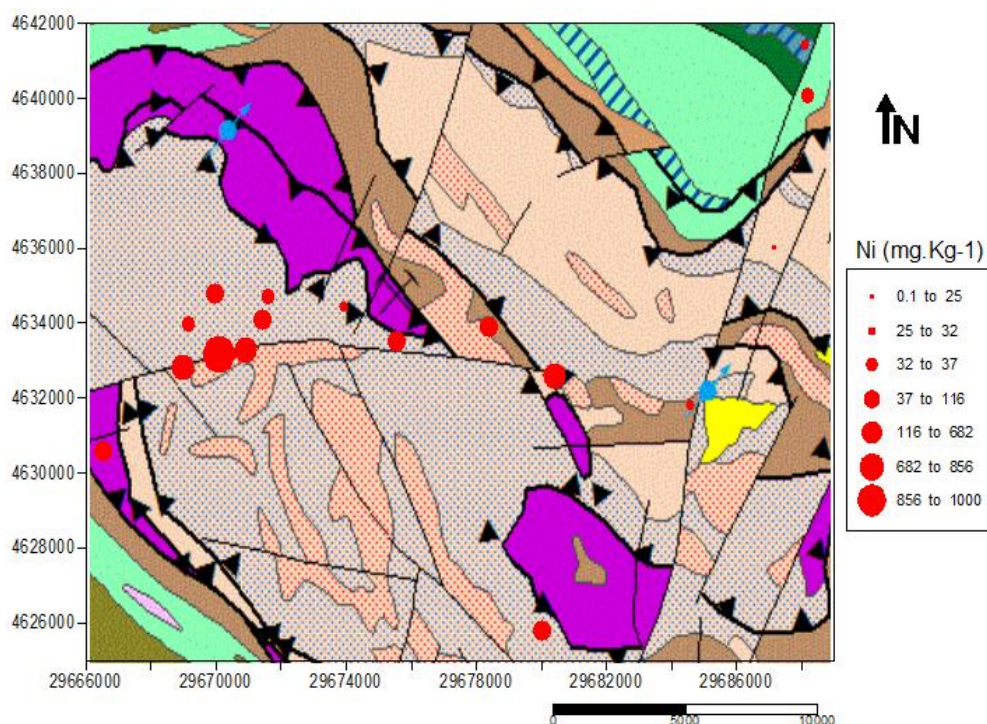 4642000
4640000
4638000
4636000
4634000
4632000
4630000
4628000
4626000
29666000 29670000 29674000 29678000 29682000 29686000
N
Ni (mg.Kg-1)
0.1 to 25
25 to 32
32 to 37
37 to 116
116 to 682
682 to 856
856 to 1000
0 5000 10000